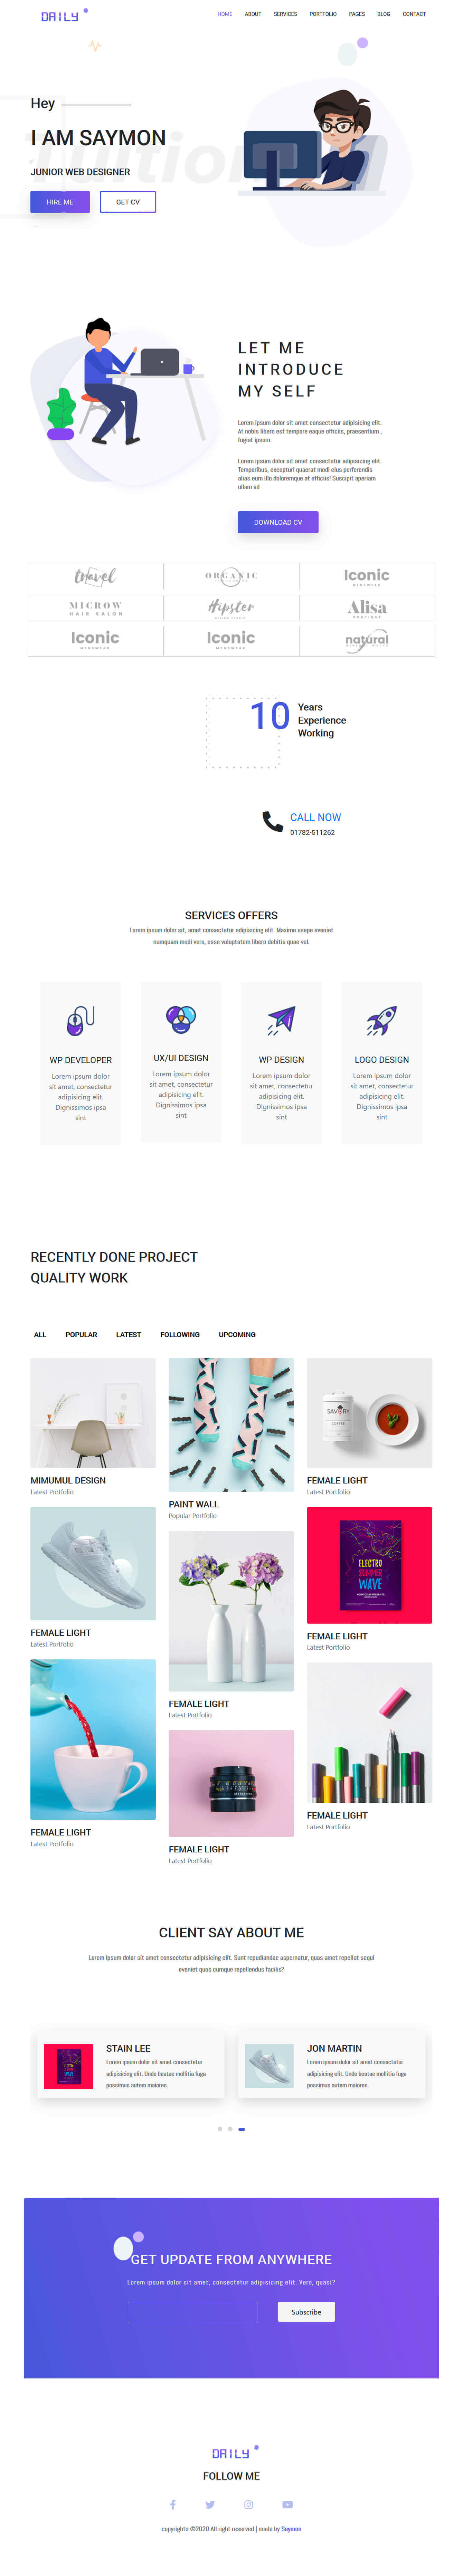 DAILY
HOME ABOUT SERVICES PORTFOLIO PAGES BLOG CONTACT
Hey
I AM SAYMON
JUNIOR WEB DESIGNER
HIRE ME
GET CV
LET ME
INTRODUCE
MY SELF
Lorem ipsum dolor sit amet consectetur adipisicing elit.
At nobis libero est tempore eaque officiis, praesentium ,
fugiat ipsum.
Lorem ipsum dolor sit amet consectetur adipisicing elit.
Temporibus, excepturi quaerat modi eius perferendis
alias eum illo doloremque at officiis! Suscipit aperiam
ullam ad
DOWNLOAD CV
travel
ORGANIC
Iconic
MENSWEAR
MICROW
HAIR SALON
Hipster
DESIGN STUDIO
Alisa
BOUTIQUE
Iconic
MENSWEAR
Iconic
MENSWEAR
natural
10
Years
Experience
Working
CALL NOW
01782-511262
SERVICES OFFERS
Lorem ipsum dolor sit, amet consectetur adipisicing elit. Maxime saepe eveniet
numquam modi vero, esse voluptatem libero debitis quae vel.
WP DEVELOPER
Lorem ipsum dolor
sit amet, consectetur
adipisicing elit.
Dignissimos ipsa
sint
UX/UI DESIGN
Lorem ipsum dolor
sit amet, consectetur
adipisicing elit.
Dignissimos ipsa
sint
WP DESIGN
Lorem ipsum dolor
sit amet, consectetur
adipisicing elit.
Dignissimos ipsa
sint
LOGO DESIGN
Lorem ipsum dolor
sit amet, consectetur
adipisicing elit.
Dignissimos ipsa
sint
RECENTLY DONE PROJECT
QUALITY WORK
ALL POPULAR LATEST FOLLOWING UPCOMING
MIMUMUL DESIGN
Latest Portfolio
FEMALE LIGHT
Latest Portfolio
FEMALE LIGHT
Latest Portfolio
PAINT WALL
Popular Portfolio
FEMALE LIGHT
Latest Portfolio
FEMALE LIGHT
Latest Portfolio
SAVORY
COFFEE
FEMALE LIGHT
Latest Portfolio
ELECTRO
SUMMER
WAVE
FEMALE LIGHT
Latest Portfolio
FEMALE LIGHT
Latest Portfolio
CLIENT SAY ABOUT ME
Lorem ipsum dolor sit amet consectetur adipisicing elit. Sunt repudiandae aspernatur, quos amet repellat sequi
eveniet quos cumque repellendus facilis?
STAIN LEE
Lorem ipsum dolor sit amet consectetur
adipisicing elit. Unde beatae mollitia fuga
possimus autem maiores.
JON MARTIN
Lorem ipsum dolor sit amet consectetur
adipisicing elit. Unde beatae mollitia fuga
possimus autem maiores.
GET UPDATE FROM ANYWHERE
Lorem ipsum dolor sit amet, consectetur adipisicing elit. Vero, quasi?
Subscribe
DAILY
FOLLOW ME
copyrights ©2020 All right reserved | made by Saymon